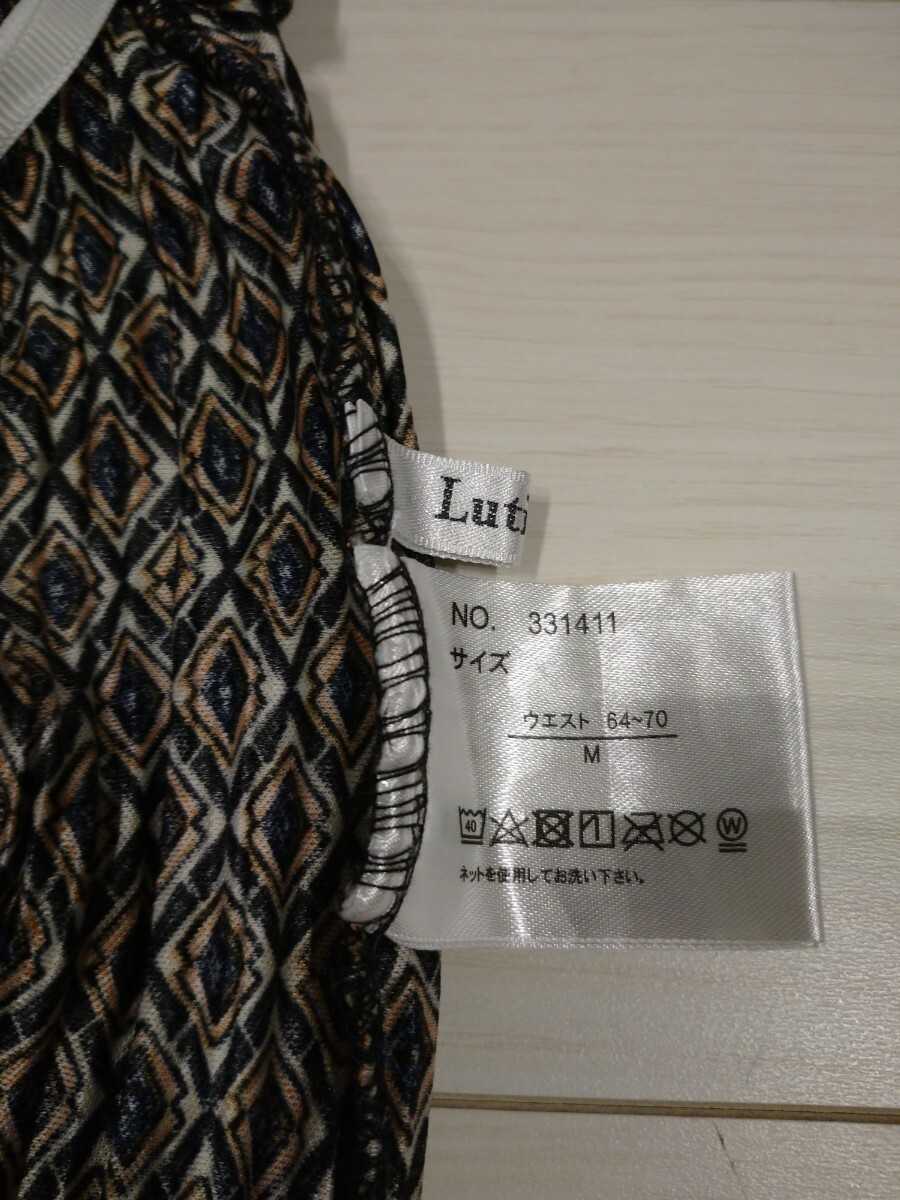 Luti
NO. 331411
サイズ
ウエスト 64~70
M
40 W
ネットを使用してお洗い下さい。